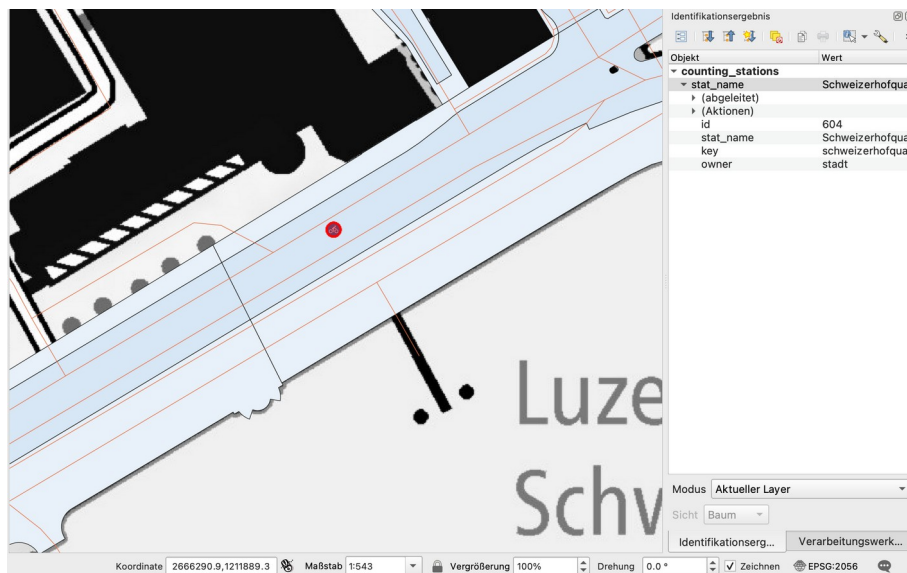 Identifikationsergebnis
Objekt Wert
counting_stations
stat_name Schweizerhofqua
(abgeleitet)
(Aktionen)
id 604
stat_name Schweizerhofqua
key schweizerhofqua
owner stadt
Luze
Schw
Modus Aktueller Layer
Sicht Baum
Identifikationserg... Verarbeitungswerk...
Koordinate 2666290.9,1211889.3 Maßstab 1:543 Vergrößerung 100% Drehung 0.0 ° Zeichnen EPSG:2056